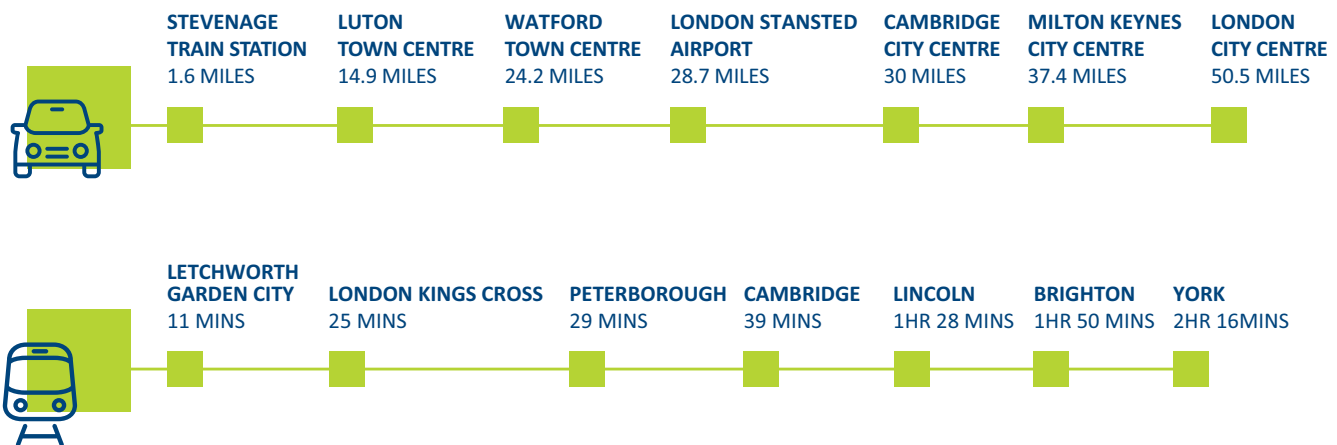 STEVENAGE
TRAIN STATION
1.6 MILES
LUTON
TOWN CENTRE
14.9 MILES
WATFORD
TOWN CENTRE
24.2 MILES
LONDON STANSTED
AIRPORT
28.7 MILES
CAMBRIDGE
CITY CENTRE
30 MILES
MILTON KEYNES
CITY CENTRE
37.4 MILES
LONDON
CITY CENTRE
50.5 MILES
LETCHWORTH
GARDEN CITY
11 MINS
LONDON KINGS CROSS
25 MINS
PETERBOROUGH
29 MINS
CAMBRIDGE
39 MINS
LINCOLN
1HR 28 MINS
BRIGHTON
1HR 50 MINS
YORK
2HR 16MINS